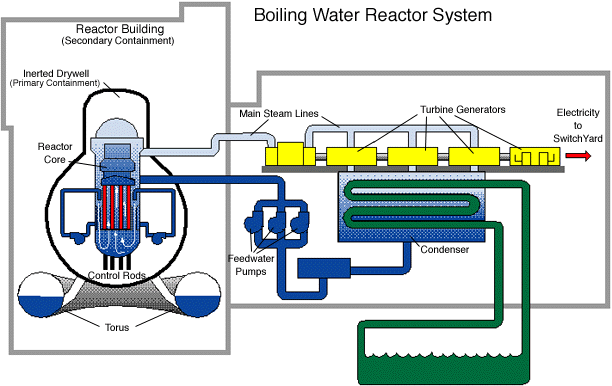 Boiling Water Reactor System
Reactor Building
(Secondary Containment)
Inerted Drywell
(Primary Containment)
Reactor
Core
Main Steam Lines
Turbine Generators
Electricity
to
SwitchYard
Feedwater
Pumps
Condenser
Control Rods
Torus